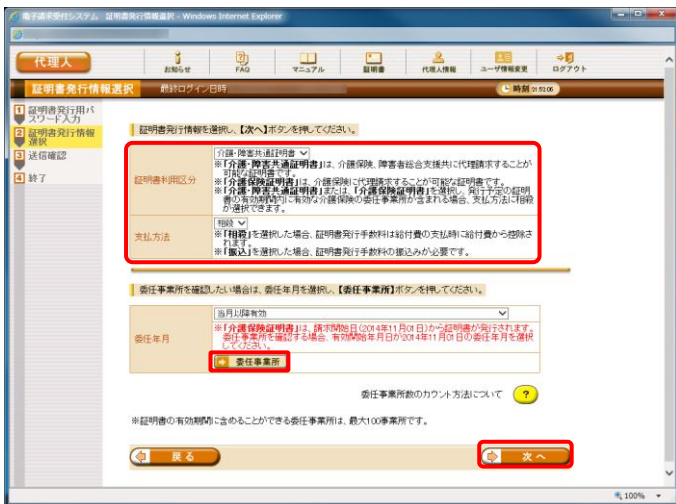 電子請求受付システム 証明書発行情報選択 - Windows Internet Explorer
代理人
お知らせ
FAQ
マニュアル
証明書
代理人情報
ユーザ情報変更
ログアウト
証明書発行情報選択
最終ログイン日時
時刻
1 証明書発行用パ
スワード入力
2 証明書発行情報
選択
3 送信確認
4 終了
証明書発行情報を選択し、【次へ】ボタンを押してください。
証明書利用区分
介護・障害共通証明書
※「介護・障害共通証明書」は、介護保険、障害者総合支援共に代理請求することが
可能な証明書です。
※「介護保険証明書」は、介護保険に代理請求することが可能な証明書です。
※「介護・障害共通証明書」または、「介護保険証明書」を選択し、発行予定の証明
書の有効期間内に有効な介護保険の委任事業所が含まれる場合、支払方法に相殺
が選択できます。
支払方法
相殺
※「相殺」を選択した場合、証明書発行手数料は給付費の支払時に給付費から控除さ
れます。
※「振込」を選択した場合、証明書発行手数料の振込みが必要です。
委任事業所を確認したい場合は、委任年月を選択し、【委任事業所】ボタンを押してください。
委任年月
当月以降有効
※「介護保険証明書」は、請求開始日(2014年11月01日)から証明書が発行されます。
委任事業所を確認する場合、有効開始年月日が2014年11月01日の委任年月を選択
してください。
委任事業所
委任事業所数のカウント方法について ?
※証明書の有効期間に含めることができる委任事業所は、最大100事業所です。
戻る
次へ
100%